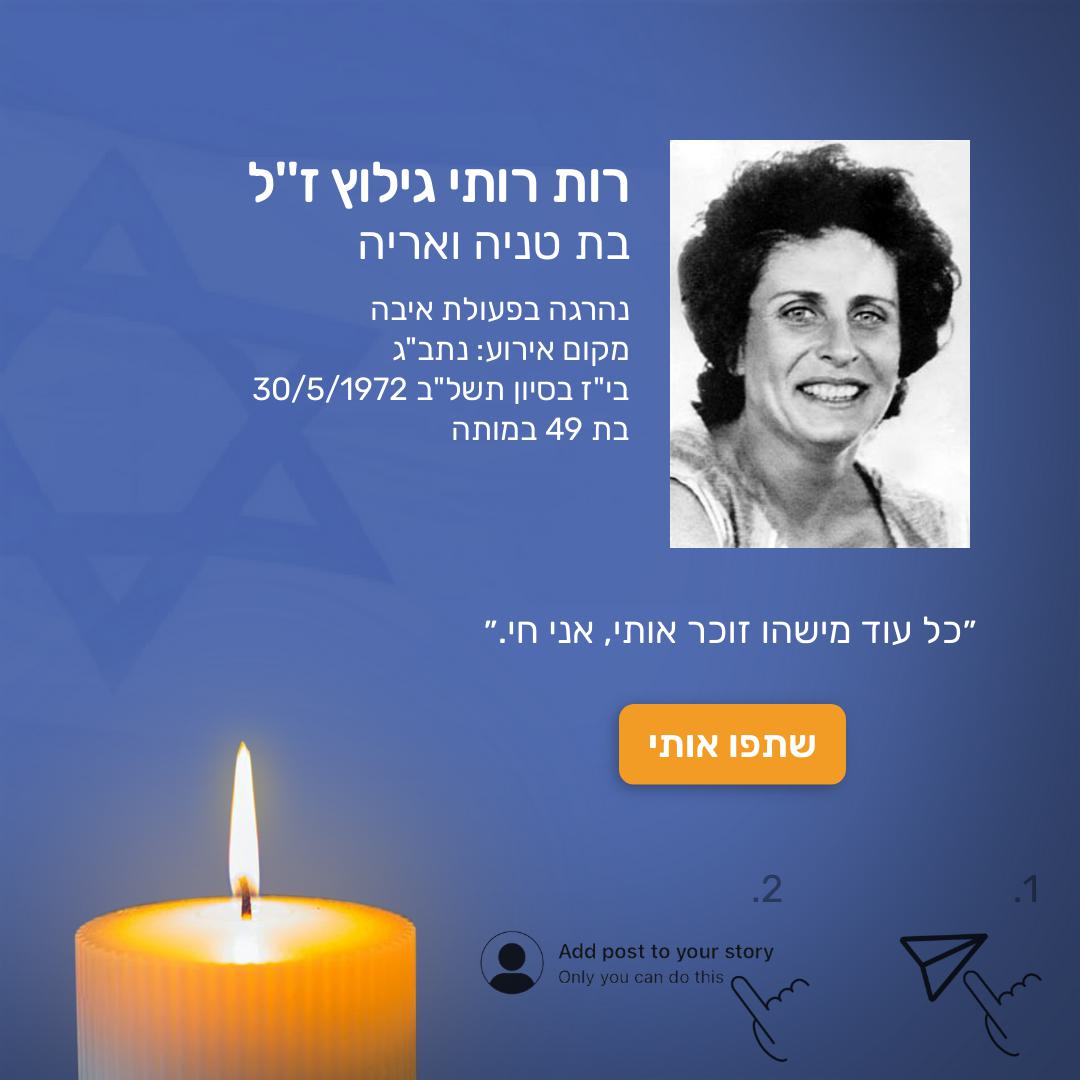 רות רותי גילוץ ז"ל
בת טניה ואריה
נהרגה בפעולת איבה
מקום אירוע: נתב"ג
בי"ז בסיון תשל"ב 30/5/1972
בת 49 במותה
״כל עוד מישהו זוכר אותי, אני חי.״
שתפו אותי
1.
2.
Add post to your story
Only you can do this